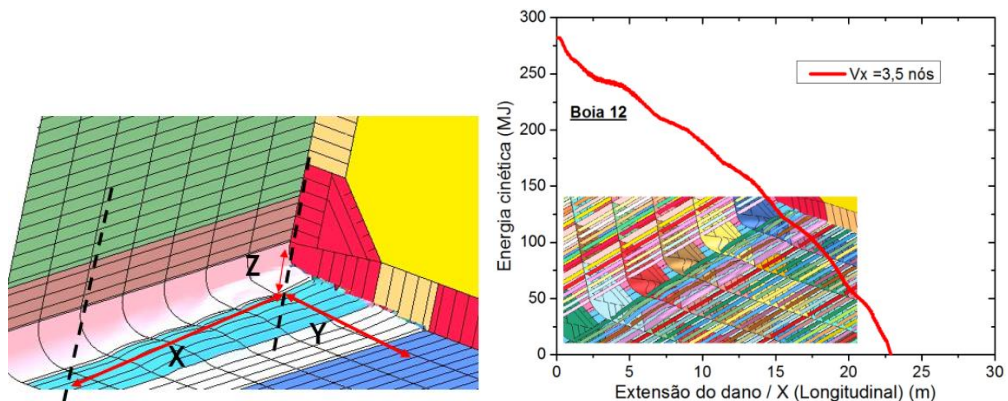 Z
X
Y
Energia cinética (MJ)
300
250
200
150
100
50
0
Vx =3,5 nós
Boia 12
0
5
10
15
20
25
30
Extensão do dano / X (Longitudinal) (m)